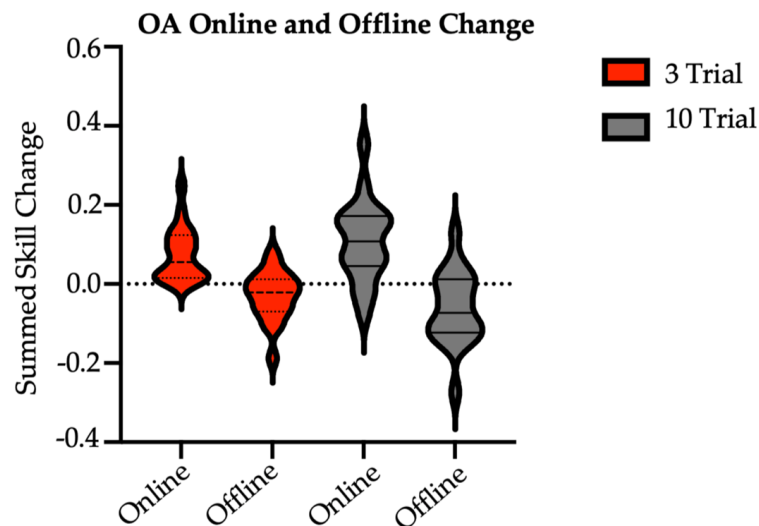 OA Online and Offline Change
0.6
0.4
0.2
0.0
-0.2
-0.4
Summed Skill Change
Online
Offline
Online
Offline
3 Trial
10 Trial